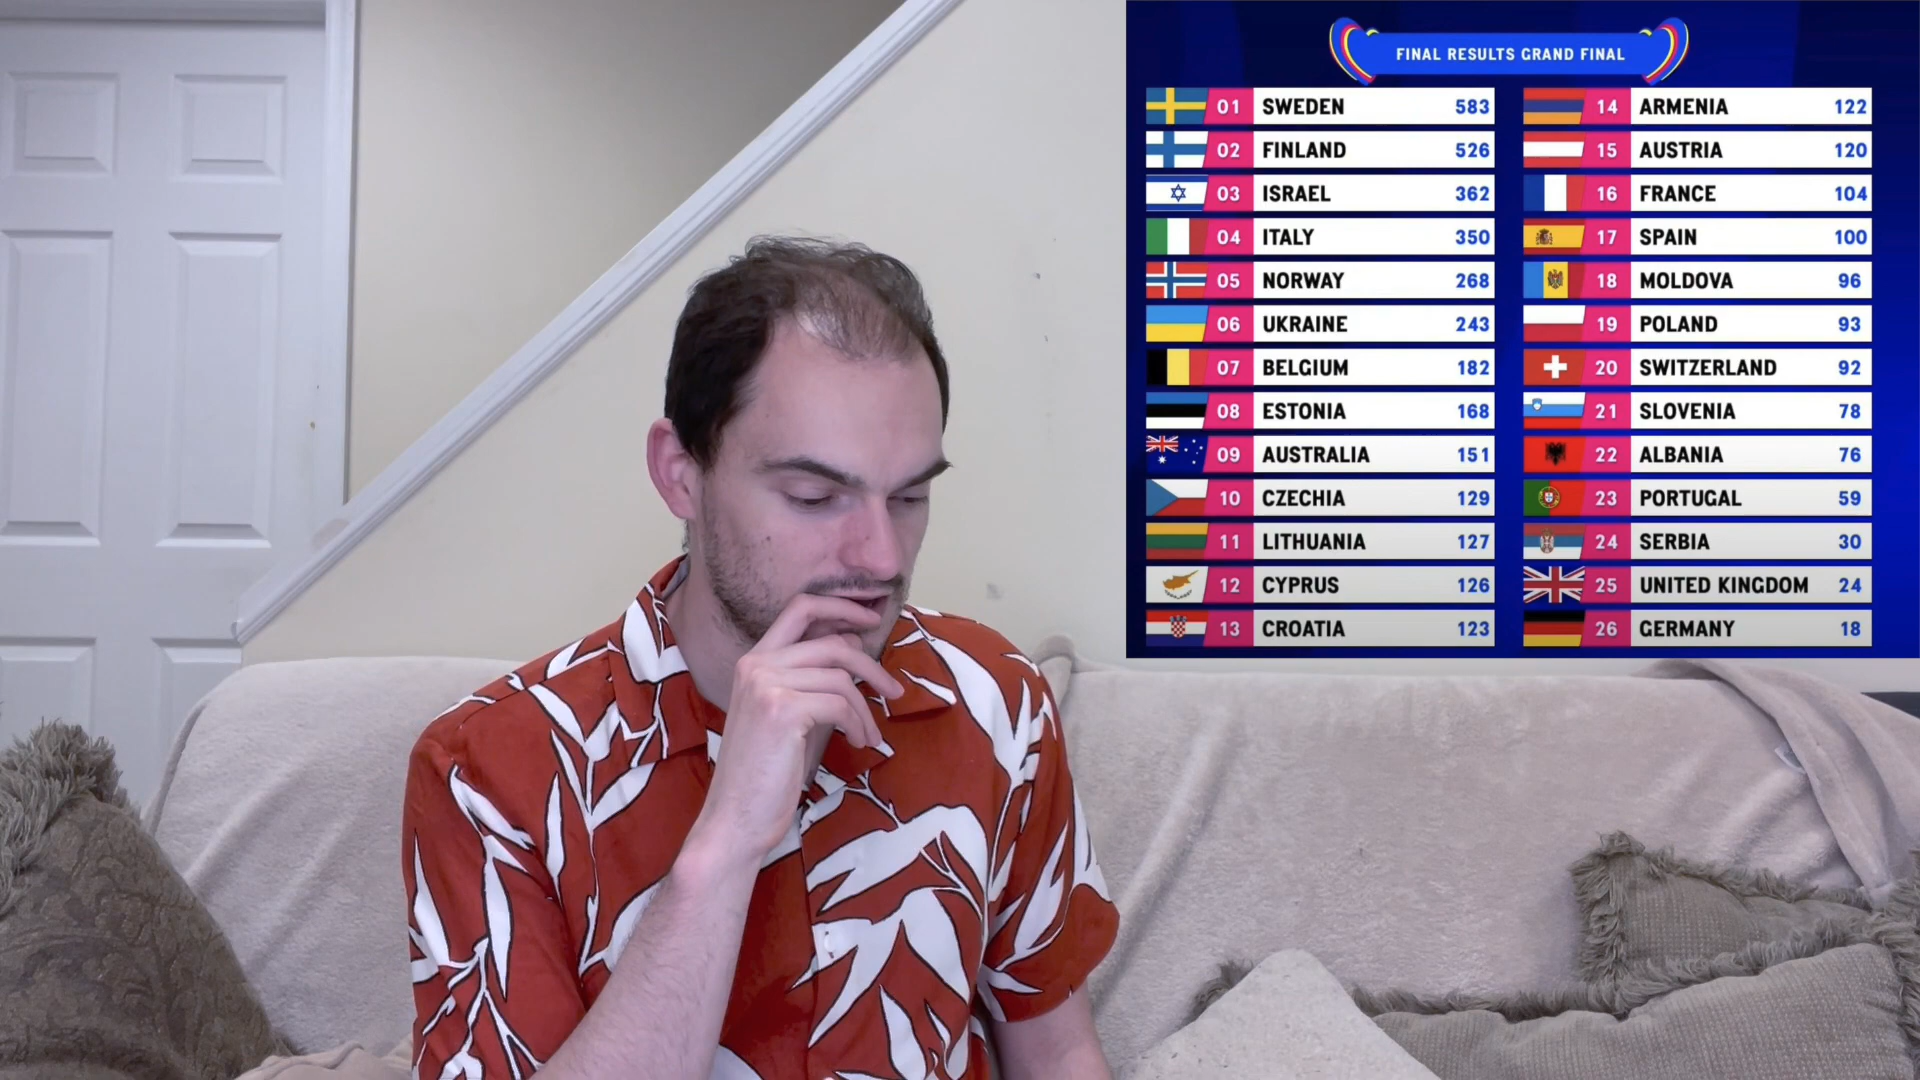 FINAL RESULTS GRAND FINAL
01 SWEDEN 583
02 FINLAND 526
03 ISRAEL 362
04 ITALY 350
05 NORWAY 268
06 UKRAINE 243
07 BELGIUM 182
08 ESTONIA 168
09 AUSTRALIA 151
10 CZECHIA 129
11 LITHUANIA 127
12 CYPRUS 126
13 CROATIA 123
14 ARMENIA 122
15 AUSTRIA 120
16 FRANCE 104
17 SPAIN 100
18 MOLDOVA 96
19 POLAND 93
20 SWITZERLAND 92
21 SLOVENIA 78
22 ALBANIA 76
23 PORTUGAL 59
24 SERBIA 30
25 UNITED KINGDOM 24
26 GERMANY 18